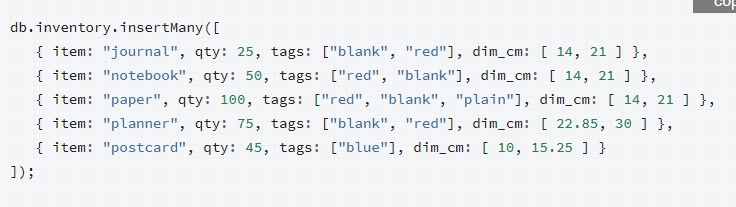 cop
db.inventory.insertMany([
   { item: "journal", qty: 25, tags: ["blank", "red"], dim_cm: [ 14, 21 ] },
   { item: "notebook", qty: 50, tags: ["red", "blank"], dim_cm: [ 14, 21 ] },
   { item: "paper", qty: 100, tags: ["red", "blank", "plain"], dim_cm: [ 14, 21 ] },
   { item: "planner", qty: 75, tags: ["blank", "red"], dim_cm: [ 22.85, 30 ] },
   { item: "postcard", qty: 45, tags: ["blue"], dim_cm: [ 10, 15.25 ] }
]);